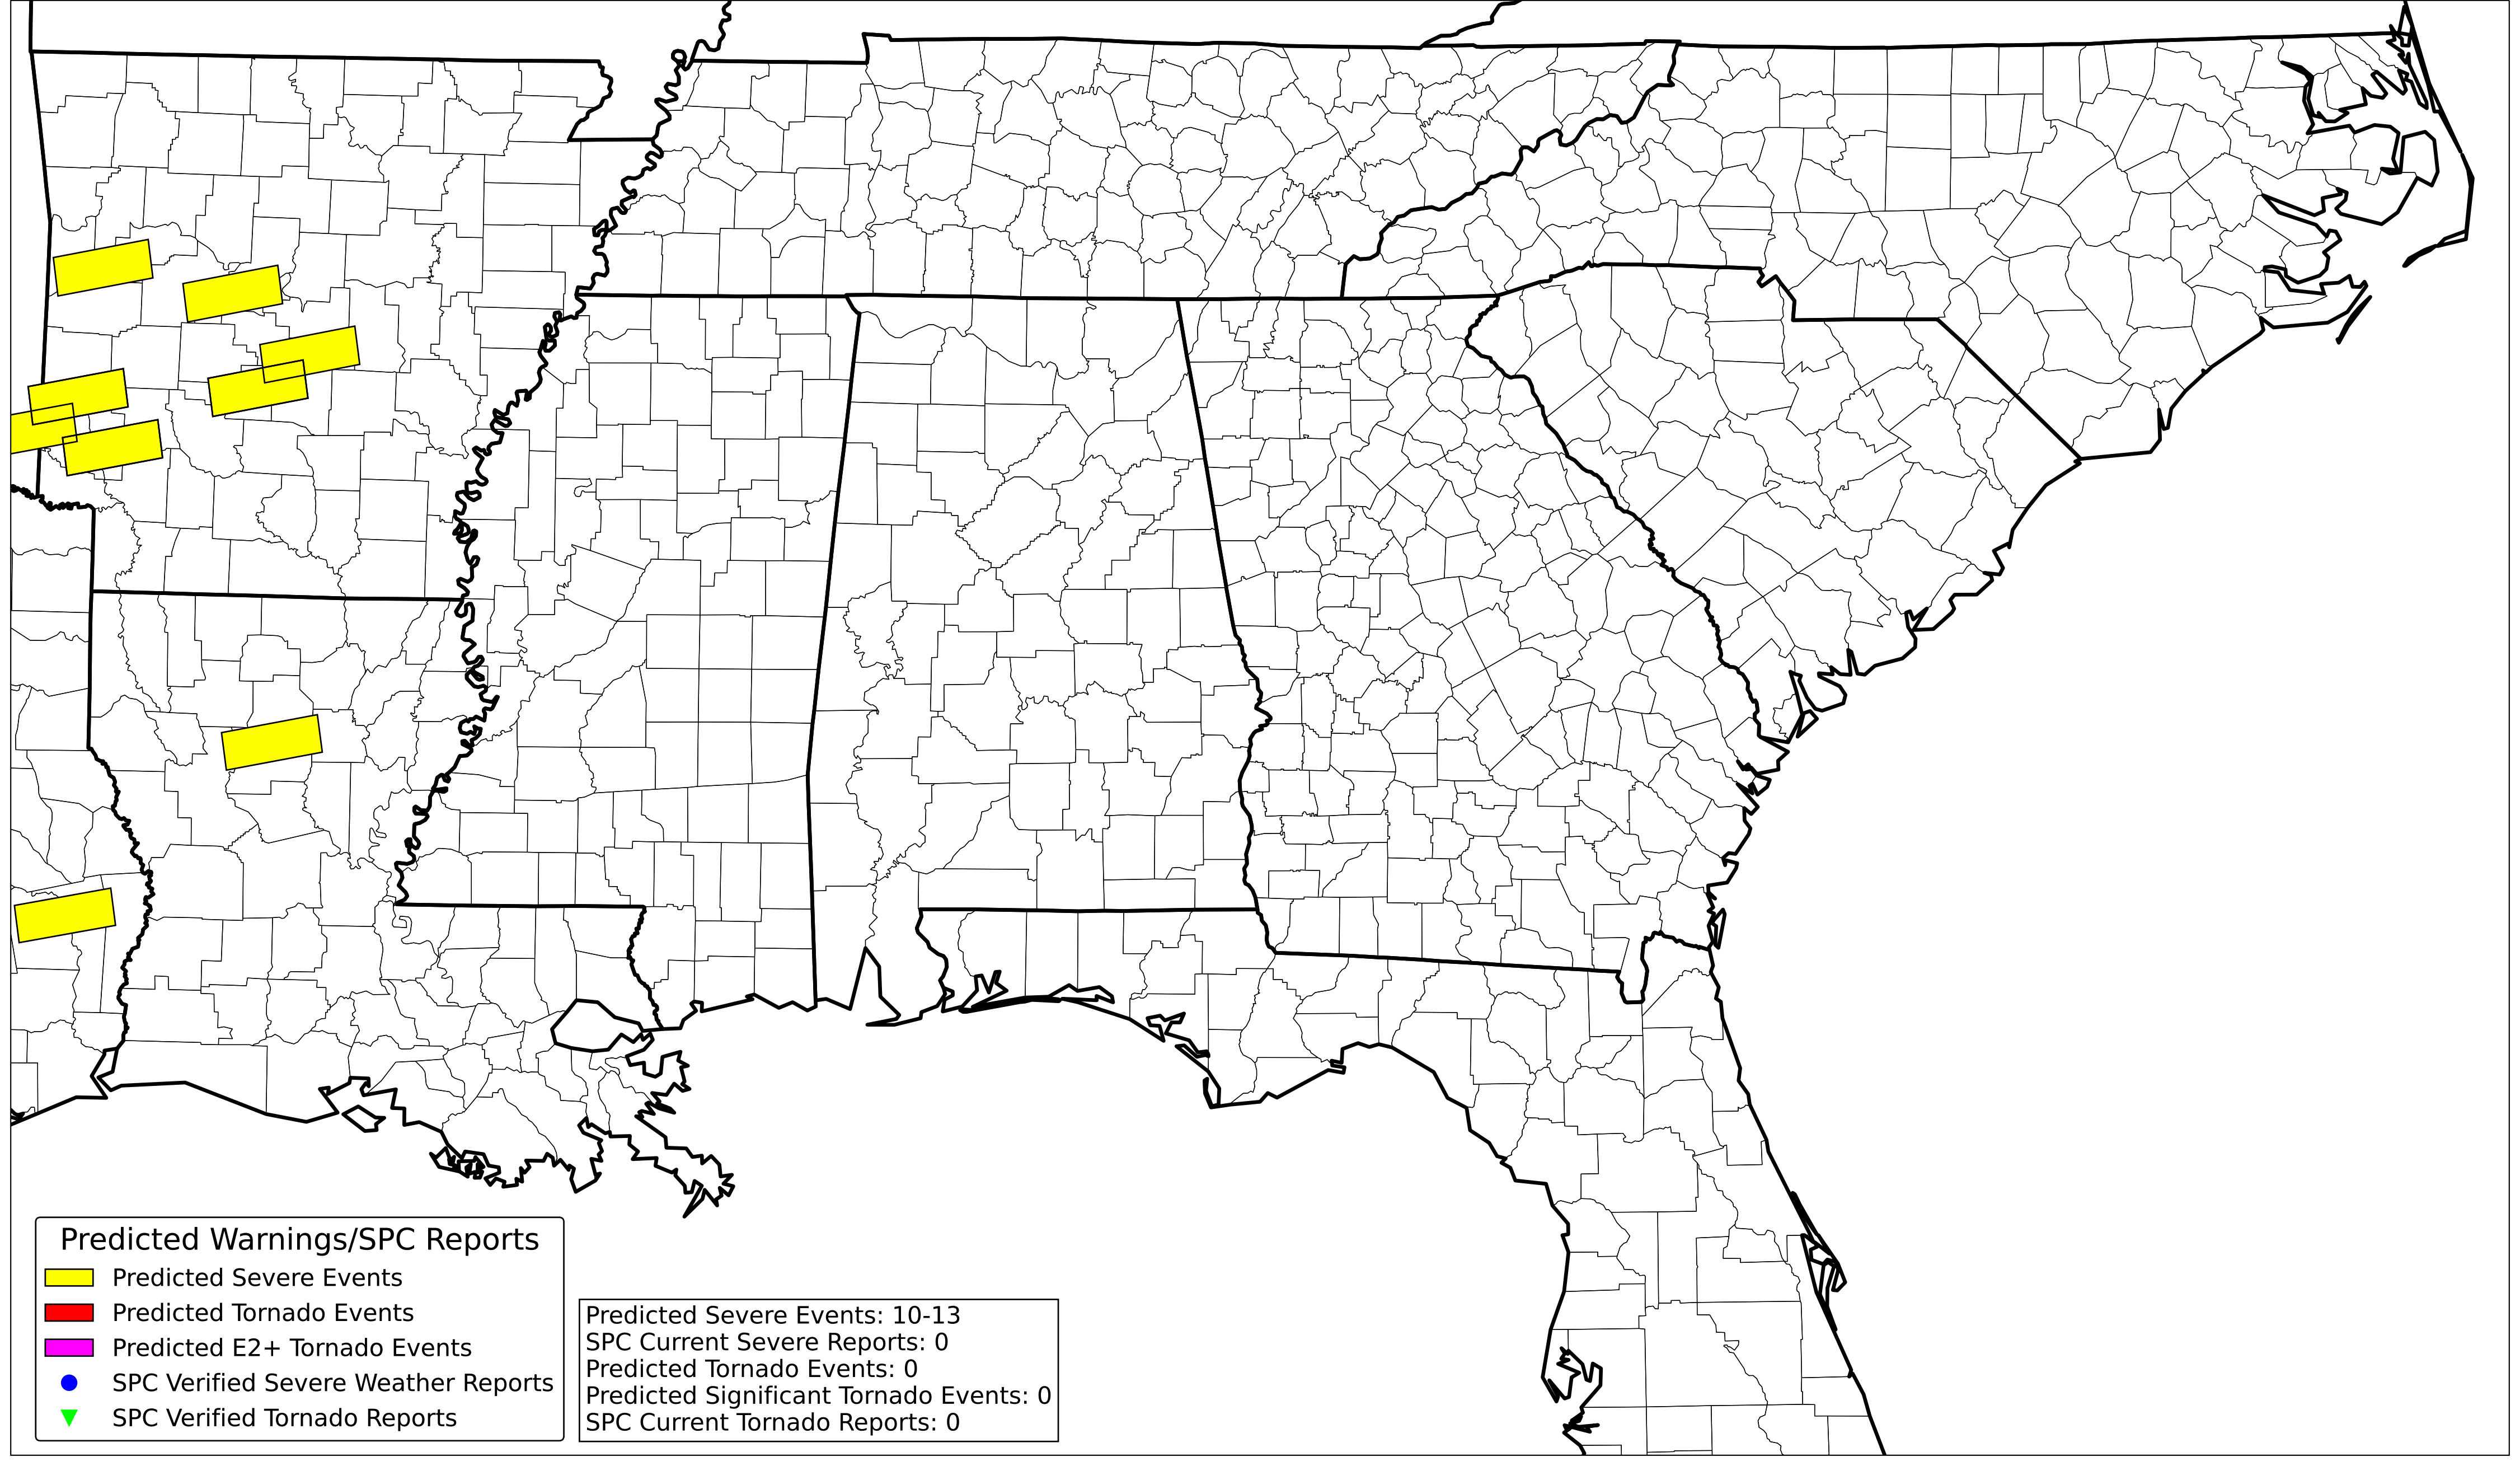 Predicted Warnings/SPC Reports
Predicted Severe Events
Predicted Tornado Events
Predicted E2+ Tornado Events
SPC Verified Severe Weather Reports
SPC Verified Tornado Reports
Predicted Severe Events: 10-13
SPC Current Severe Reports: 0
Predicted Tornado Events: 0
Predicted Significant Tornado Events: 0
SPC Current Tornado Reports: 0